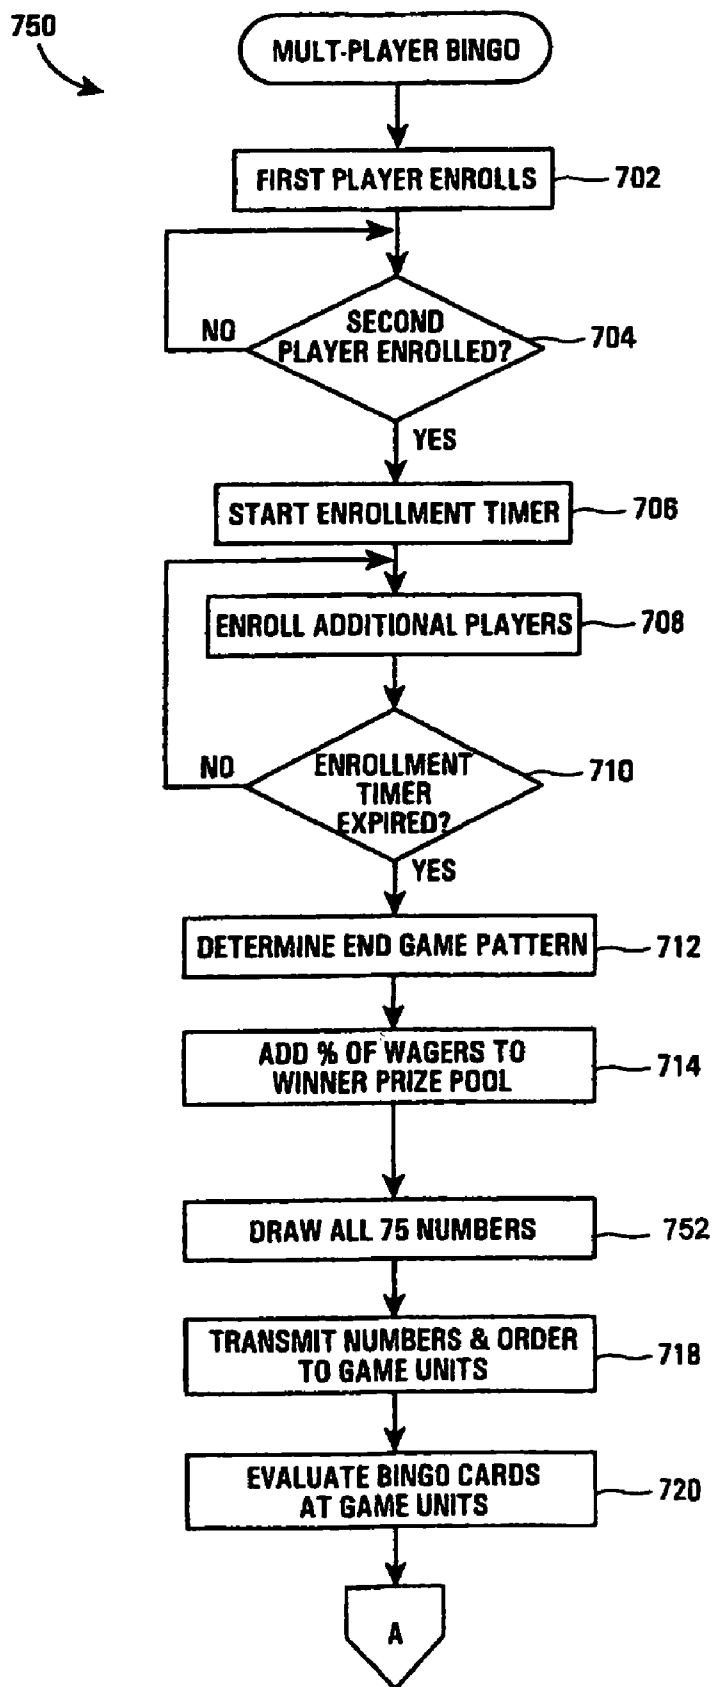 750
MULT-PLAYER BINGO
FIRST PLAYER ENROLLS
702
SECOND
PLAYER ENROLLED?
704
NO
YES
START ENROLLMENT TIMER
706
ENROLL ADDITIONAL PLAYERS
708
ENROLLMENT
TIMER
EXPIRED?
710
NO
YES
DETERMINE END GAME PATTERN
712
ADD % OF WAGERS TO
WINNER PRIZE POOL
714
DRAW ALL 75 NUMBERS
752
TRANSMIT NUMBERS & ORDER
TO GAME UNITS
718
EVALUATE BINGO CARDS
AT GAME UNITS
720
A